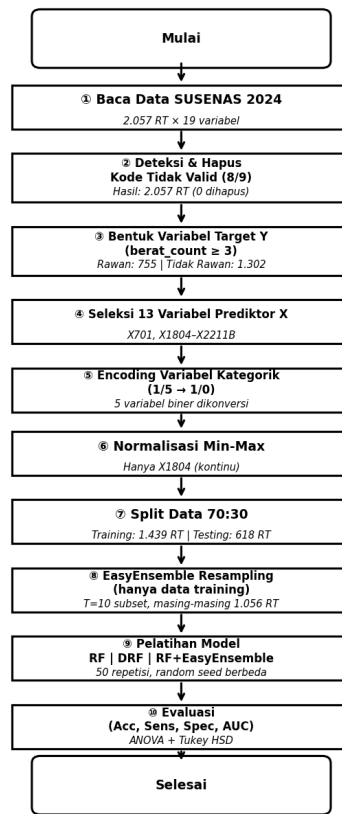 Mulai
① Baca Data SUSENAS 2024
2.057 RT × 19 variabel
② Deteksi & Hapus
Kode Tidak Valid (8/9)
Hasil: 2.057 RT (0 dihapus)
③ Bentuk Variabel Target Y
(berat_count ≥ 3)
Rawan: 755 | Tidak Rawan: 1.302
④ Seleksi 13 Variabel Prediktor X
X701, X1804–X2211B
⑤ Encoding Variabel Kategorik
(1/5 → 1/0)
5 variabel biner dikonversi
⑥ Normalisasi Min-Max
Hanya X1804 (kontinu)
⑦ Split Data 70:30
Training: 1.439 RT | Testing: 618 RT
⑧ EasyEnsemble Resampling
(hanya data training)
T=10 subset, masing-masing 1.056 RT
⑨ Pelatihan Model
RF | DRF | RF+EasyEnsemble
50 repetisi, random seed berbeda
⑩ Evaluasi
(Acc, Sens, Spec, AUC)
ANOVA + Tukey HSD
Selesai